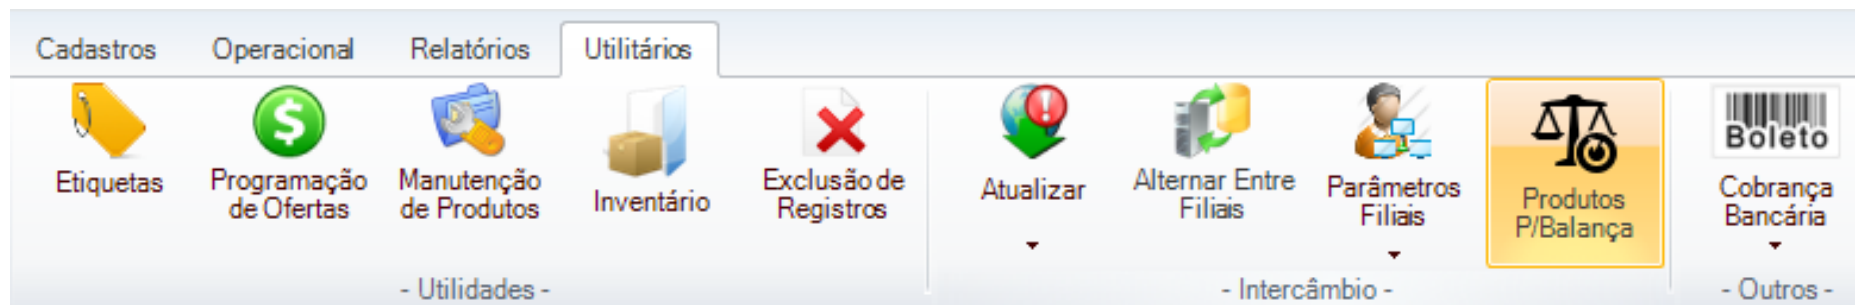 Cadastros Operacional Relatórios Utilitários
Etiquetas
Programação
de Ofertas
Manutenção
de Produtos
Inventário
Exclusão de
Registros
- Utilidades -
Atualizar
Alternar Entre
Filiais
Parâmetros
Filiais
Produtos
P/Balança
- Intercâmbio -
Boleto
Cobrança
Bancária
- Outros -